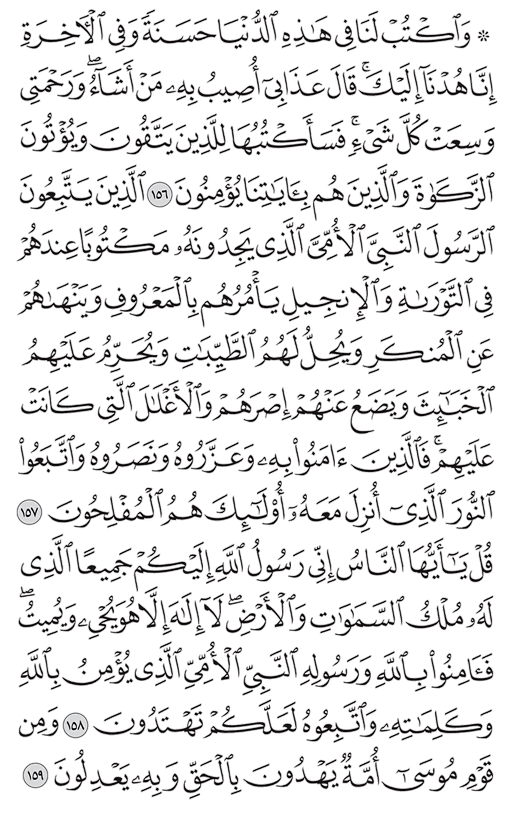 ۞ وَٱكۡتُبۡ لَنَا فِي هَٰذِهِ ٱلدُّنۡيَا حَسَنَةٗ وَفِي ٱلۡأٓخِرَةِ
إِنَّا هُدۡنَآ إِلَيۡكَۚ قَالَ عَذَابِيٓ أُصِيبُ بِهِۦ مَنۡ أَشَآءُۖ وَرَحۡمَتِي
وَسِعَتۡ كُلَّ شَيۡءٖۚ فَسَأَكۡتُبُهَا لِلَّذِينَ يَتَّقُونَ وَيُؤۡتُونَ
ٱلزَّكَوٰةَ وَٱلَّذِينَ هُم بِـَٔايَٰتِنَا يُؤۡمِنُونَ ١٥٦ ٱلَّذِينَ يَتَّبِعُونَ
ٱلرَّسُولَ ٱلنَّبِيَّ ٱلۡأُمِّيَّ ٱلَّذِي يَجِدُونَهُۥ مَكۡتُوبًا عِندَهُمۡ
فِي ٱلتَّوۡرَىٰةِ وَٱلۡإِنجِيلِ يَأۡمُرُهُم بِٱلۡمَعۡرُوفِ وَيَنۡهَىٰهُمۡ
عَنِ ٱلۡمُنكَرِ وَيُحِلُّ لَهُمُ ٱلطَّيِّبَٰتِ وَيُحَرِّمُ عَلَيۡهِمُ
ٱلۡخَبَٰٓئِثَ وَيَضَعُ عَنۡهُمۡ إِصۡرَهُمۡ وَٱلۡأَغۡلَٰلَ ٱلَّتِي كَانَتۡ
عَلَيۡهِمۡۚ فَٱلَّذِينَ ءَامَنُواْ بِهِۦ وَعَزَّرُوهُ وَنَصَرُوهُ وَٱتَّبَعُواْ
ٱلنُّورَ ٱلَّذِيٓ أُنزِلَ مَعَهُۥٓ أُوْلَٰٓئِكَ هُمُ ٱلۡمُفۡلِحُونَ ١٥٧
قُلۡ يَٰٓأَيُّهَا ٱلنَّاسُ إِنِّي رَسُولُ ٱللَّهِ إِلَيۡكُمۡ جَمِيعًا ٱلَّذِي
لَهُۥ مُلۡكُ ٱلسَّمَٰوَٰتِ وَٱلۡأَرۡضِۖ لَآ إِلَٰهَ إِلَّا هُوَ يُحۡيِۦ وَيُمِيتُۖ
فَـَٔامِنُواْ بِٱللَّهِ وَرَسُولِهِ ٱلنَّبِيِّ ٱلۡأُمِّيِّ ٱلَّذِي يُؤۡمِنُ بِٱللَّهِ
وَكَلِمَٰتِهِۦ وَٱتَّبِعُوهُ لَعَلَّكُمۡ تَهۡتَدُونَ ١٥٨ وَمِن
قَوۡمِ مُوسَىٰٓ أُمَّةٞ يَهۡدُونَ بِٱلۡحَقِّ وَبِهِۦ يَعۡدِلُونَ ١٥٩